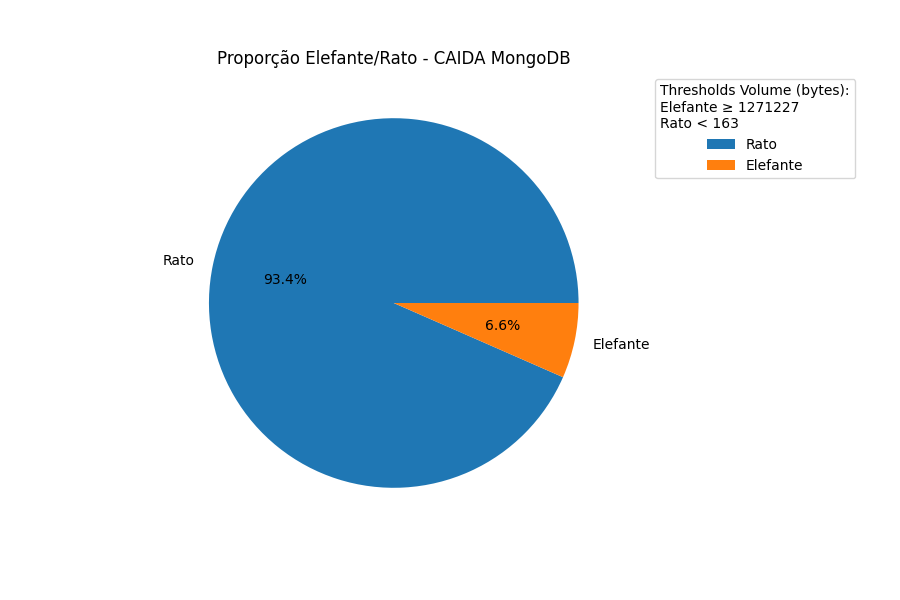 Proporção Elefante/Rato - CAIDA MongoDB
Thresholds Volume (bytes):
Elefante ≥ 1271227
Rato < 163
Rato
Elefante
Rato
93.4%
6.6%
Elefante